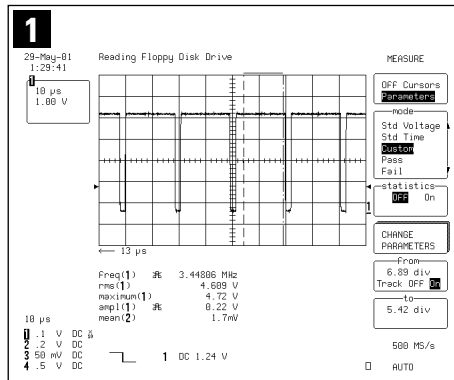 1
29-May-01
1:29:41
Reading Floppy Disk Drive
MEASURE
1
10 µs
1.00 V
OFF Cursors
Parameters
mode
Std Voltage
Std Time
Custom
Pass
Fail
statistics
OFF On
1
CHANGE
PARAMETERS
← 13 µs
from
6.89 div
Track OFF On
to
5.42 div
freq(1) 3.44806 MHz
rms(1) 4.609 V
maximum(1) 4.72 V
ampl(1) 0.22 V
mean(2) 1.7mV
10 µs
1 .1 V DC
2 .2 V DC
3 50 mV DC
4 .5 V DC
1 DC 1.24 V
500 MS/s
AUTO